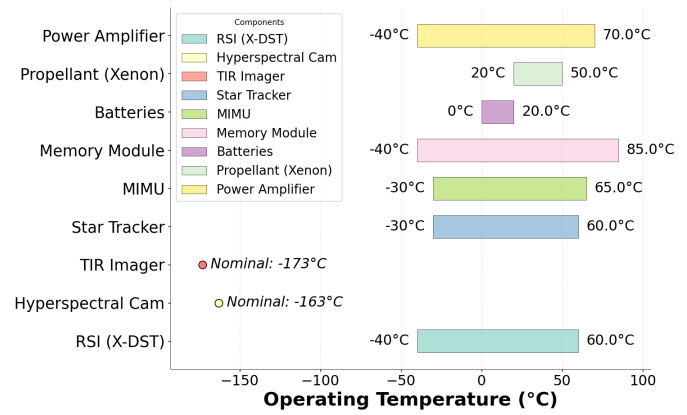 Components
RSI (X-DST)
Hyperspectral Cam
TIR Imager
Star Tracker
MIMU
Memory Module
Batteries
Propellant (Xenon)
Power Amplifier
Power Amplifier -40°C 70.0°C
Propellant (Xenon) 20°C 50.0°C
Batteries 0°C 20.0°C
Memory Module -40°C 85.0°C
MIMU -30°C 65.0°C
Star Tracker -30°C 60.0°C
TIR Imager Nominal: -173°C
Hyperspectral Cam Nominal: -163°C
RSI (X-DST) -40°C 60.0°C
−150 −100 −50 0 50 100
Operating Temperature (°C)